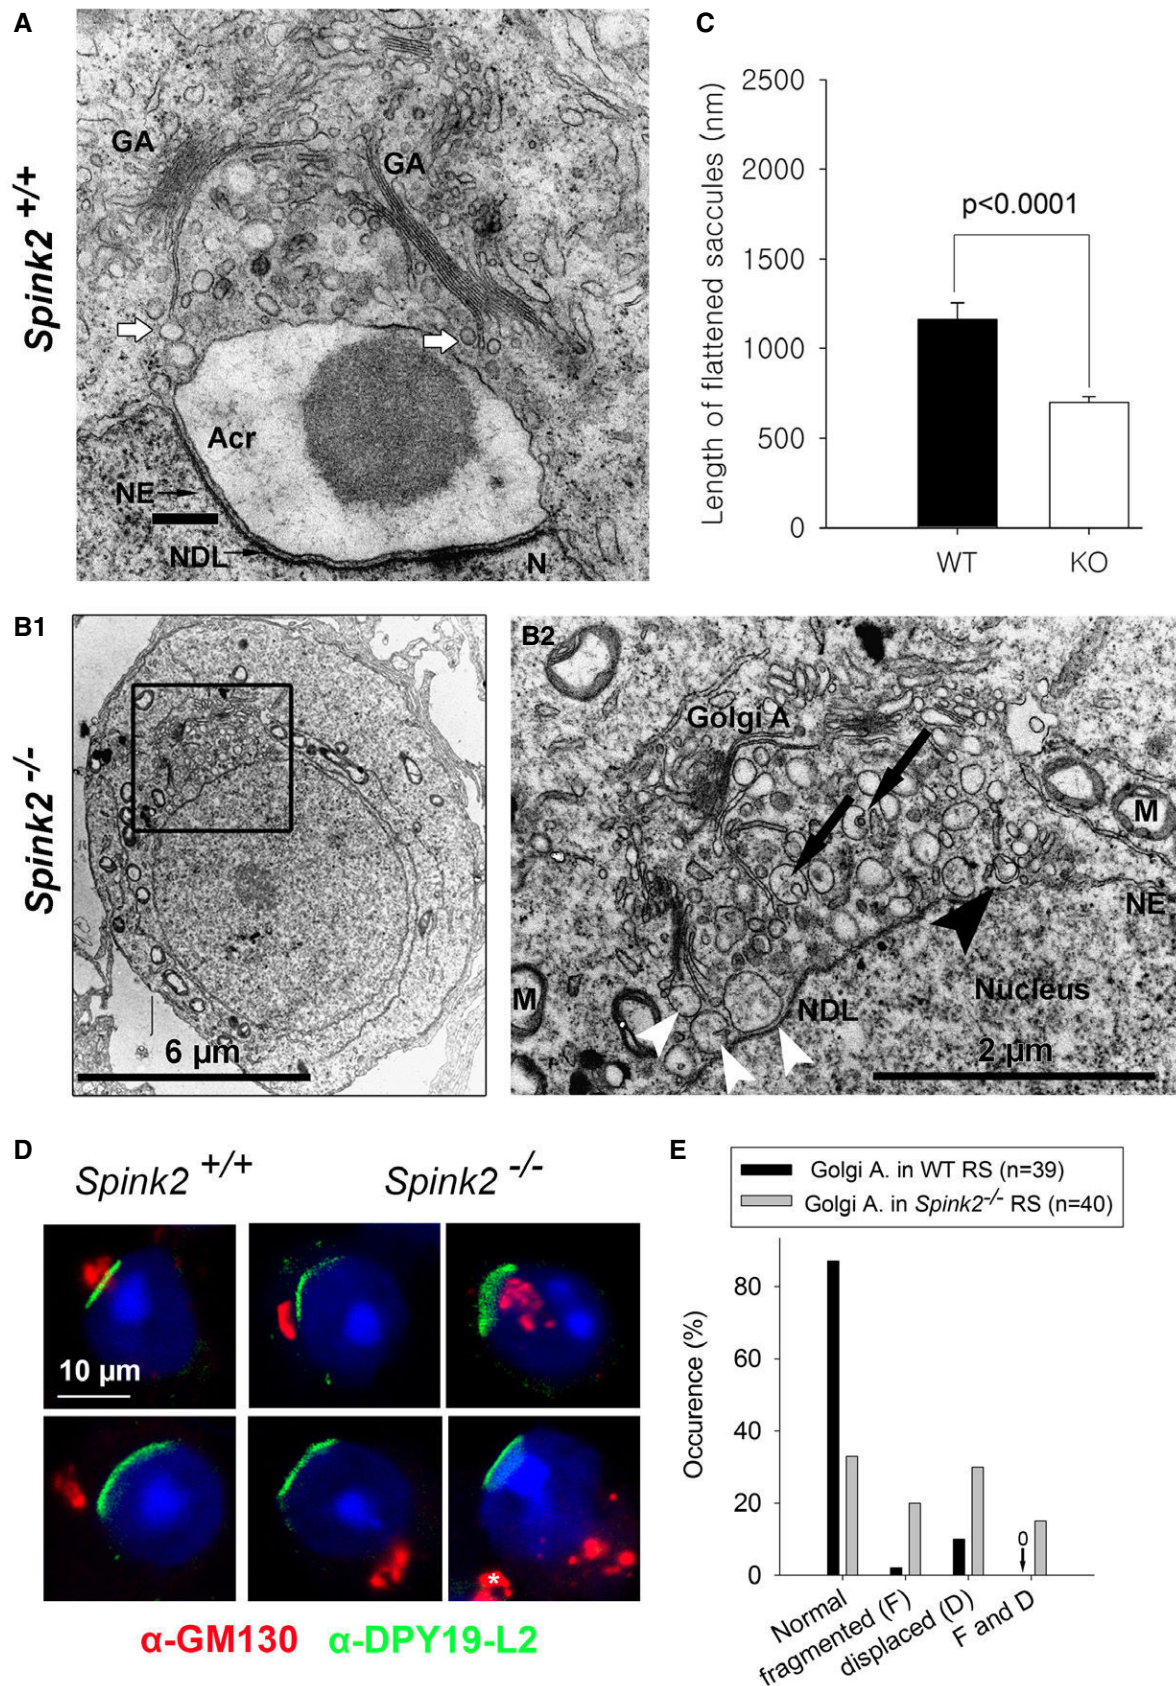 A
Spink2 +/+
GA
GA
Acr
NE
NDL
N
C
Length of flattened saccules (nm)
2500
2000
1500
1000
500
0
p<0.0001
WT
KO
B1
Spink2 -/-
6 µm
B2
Golgi A
M
NE
Nucleus
M
NDL
2 µm
D
Spink2 +/+
Spink2 -/-
10 µm
*
α-GM130 α-DPY19-L2
E
Golgi A. in WT RS (n=39)
Golgi A. in Spink2-/- RS (n=40)
Occurence (%)
80
60
40
20
0
0
Normal
fragmented (F)
displaced (D)
F and D